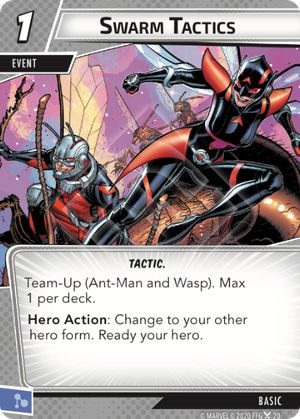 1
SWARM TACTICS
EVENT
TACTIC.
Team-Up (Ant-Man and Wasp). Max
1 per deck.
Hero Action: Change to your other
hero form. Ready your hero.
BASIC
© MARVEL © 2020 FFG 29